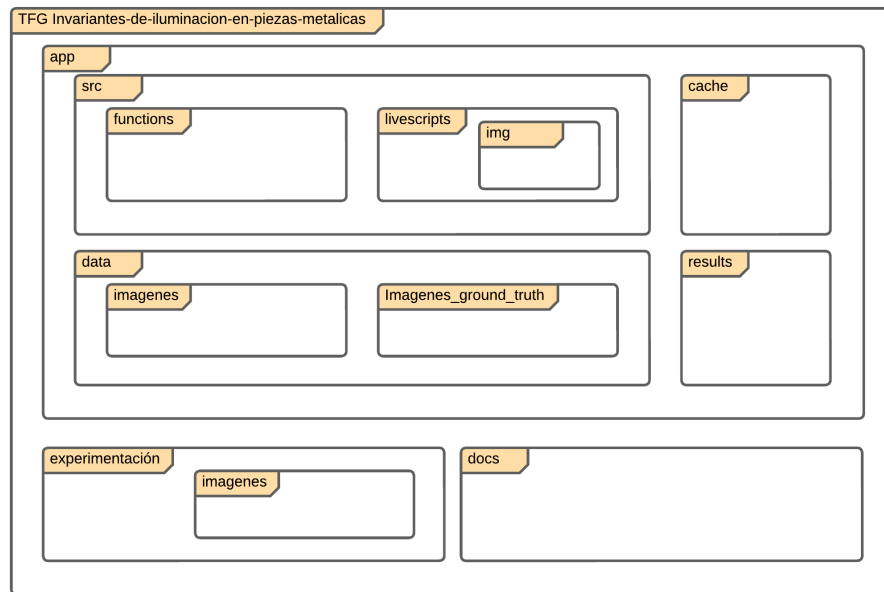 TFG Invariantes-de-iluminacion-en-piezas-metalicas
app
src
cache
functions
livescripts
img
data
results
imagenes
Imagenes_ground_truth
experimentación
docs
imagenes